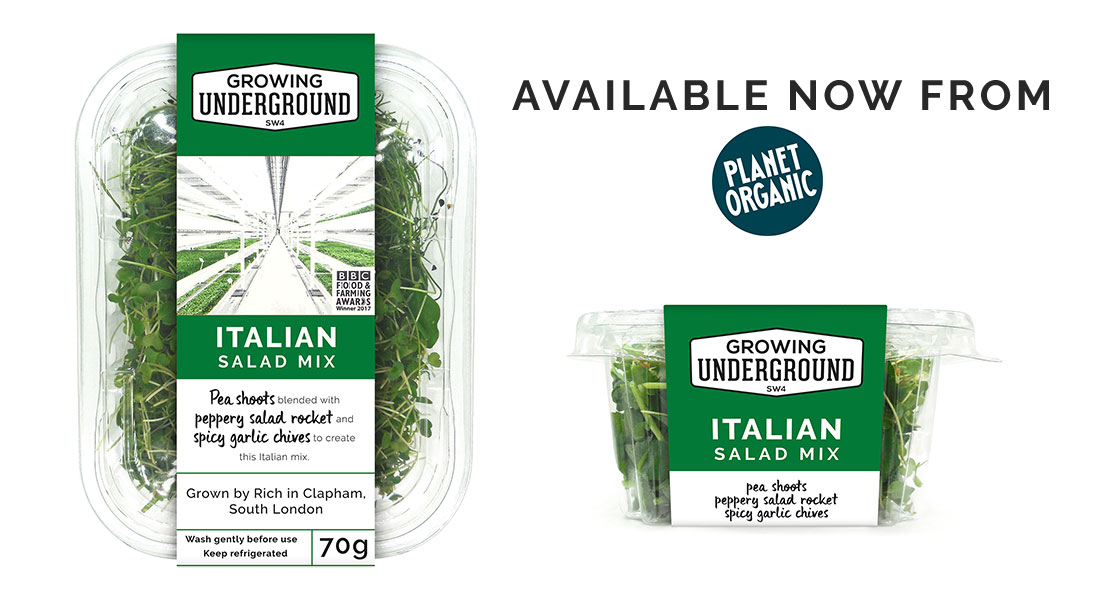 GROWING
UNDERGROUND
SW4
BBC
FOOD &
FARMING
AWARDS
Winner 2017
ITALIAN
SALAD MIX
Pea shoots blended with
peppery salad rocket and
spicy garlic chives to create
this Italian mix.
Grown by Rich in Clapham,
South London
Wash gently before use
Keep refrigerated
70g
AVAILABLE NOW FROM
PLANET
ORGANIC
GROWING
UNDERGROUND
SW4
ITALIAN
SALAD MIX
pea shoots
peppery salad rocket
spicy garlic chives